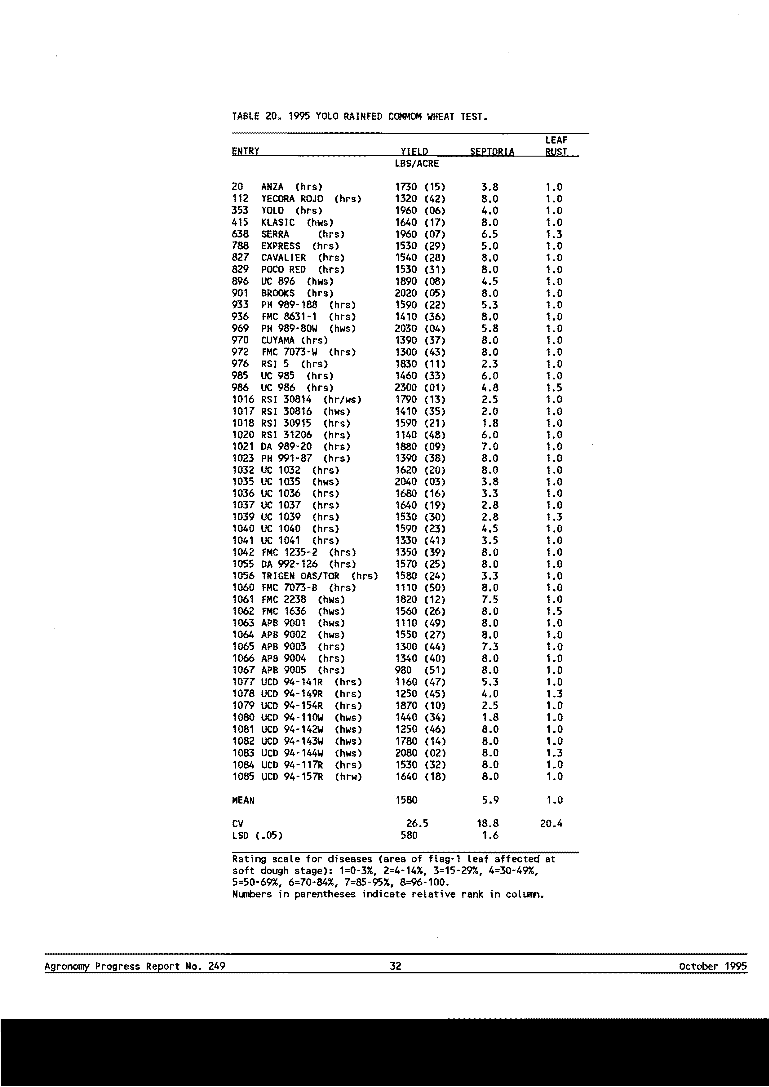 TABLE 20. 1995 YOLO RAINFED COMMON WHEAT TEST.
LEAF
ENTRY YIELD SEPTORIA RUST
LBS/ACRE
20 ANZA (hrs) 1730 (15) 3.8 1.0
112 YECORA ROJO (hrs) 1320 (42) 8.0 1.0
353 YOLO (hrs) 1960 (06) 4.0 1.0
415 KLASIC (hws) 1640 (17) 8.0 1.0
638 SERRA (hrs) 1960 (07) 6.5 1.3
788 EXPRESS (hrs) 1530 (29) 5.0 1.0
827 CAVALIER (hrs) 1540 (28) 8.0 1.0
829 POCO RED (hrs) 1530 (31) 8.0 1.0
896 UC 896 (hws) 1890 (08) 4.5 1.0
901 BROOKS (hrs) 2020 (05) 8.0 1.0
933 PH 989-188 (hrs) 1590 (22) 5.3 1.0
936 FMC 8631-1 (hrs) 1410 (36) 8.0 1.0
969 PH 989-80W (hws) 2030 (04) 5.8 1.0
970 CUYAMA (hrs) 1390 (37) 8.0 1.0
972 FMC 7073-W (hrs) 1300 (43) 8.0 1.0
976 RSI 5 (hrs) 1830 (11) 2.3 1.0
985 UC 985 (hrs) 1460 (33) 6.0 1.0
986 UC 986 (hrs) 2300 (01) 4.8 1.5
1016 RSI 30814 (hr/ws) 1790 (13) 2.5 1.0
1017 RSI 30816 (hws) 1410 (35) 2.0 1.0
1018 RSI 30915 (hrs) 1590 (21) 1.8 1.0
1020 RSI 31206 (hrs) 1140 (48) 6.0 1.0
1021 DA 989-20 (hrs) 1880 (09) 7.0 1.0
1023 PH 991-87 (hrs) 1390 (38) 8.0 1.0
1032 UC 1032 (hrs) 1620 (20) 8.0 1.0
1035 UC 1035 (hws) 2040 (03) 3.8 1.0
1036 UC 1036 (hrs) 1680 (16) 3.3 1.0
1037 UC 1037 (hrs) 1640 (19) 2.8 1.0
1039 UC 1039 (hrs) 1530 (30) 2.8 1.3
1040 UC 1040 (hrs) 1590 (23) 4.5 1.0
1041 UC 1041 (hrs) 1330 (41) 3.5 1.0
1042 FMC 1235-2 (hrs) 1350 (39) 8.0 1.0
1055 DA 992-126 (hrs) 1570 (25) 8.0 1.0
1056 TRIGEN OAS/TOR (hrs) 1580 (24) 3.3 1.0
1060 FMC 7073-B (hrs) 1110 (50) 8.0 1.0
1061 FMC 2238 (hws) 1820 (12) 7.5 1.0
1062 FMC 1636 (hws) 1560 (26) 8.0 1.5
1063 APB 9001 (hws) 1110 (49) 8.0 1.0
1064 APB 9002 (hws) 1550 (27) 8.0 1.0
1065 APB 9003 (hrs) 1300 (44) 7.3 1.0
1066 APB 9004 (hrs) 1340 (40) 8.0 1.0
1067 APB 9005 (hrs) 980 (51) 8.0 1.0
1077 UCD 94-141R (hrs) 1160 (47) 5.3 1.0
1078 UCD 94-149R (hrs) 1250 (45) 4.0 1.3
1079 UCD 94-154R (hrs) 1870 (10) 2.5 1.0
1080 UCD 94-110W (hws) 1440 (34) 1.8 1.0
1081 UCD 94-142W (hws) 1250 (46) 8.0 1.0
1082 UCD 94-143W (hws) 1780 (14) 8.0 1.0
1083 UCD 94-144W (hws) 2080 (02) 8.0 1.3
1084 UCD 94-117R (hrs) 1530 (32) 8.0 1.0
1085 UCD 94-157R (hrw) 1640 (18) 8.0 1.0
MEAN 1580 5.9 1.0
CV 26.5 18.8 20.4
LSD (.05) 580 1.6
Rating scale for diseases (area of flag-1 leaf affected at
soft dough stage): 1=0-3%, 2=4-14%, 3=15-29%, 4=30-49%,
5=50-69%, 6=70-84%, 7=85-95%, 8=96-100.
Numbers in parentheses indicate relative rank in column.
Agronomy Progress Report No. 249 32 October 1995